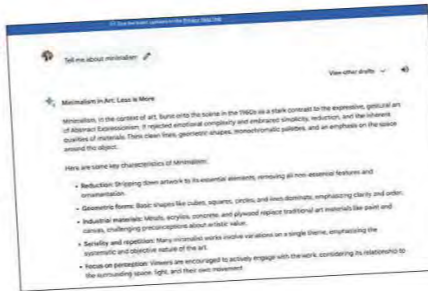 Tell me about minimalism
View other drafts
Minimalism in Art: Less is More
Minimalism, in the context of art, burst onto the scene in the 1960s as a stark contrast to the expressive, gestural art
of Abstract Expressionism. It rejected emotional complexity and embraced simplicity, reduction, and the inherent
qualities of materials. Think clean lines, geometric shapes, monochromatic palettes, and an emphasis on the space
around the object.
Here are some key characteristics of Minimalism:
• Reduction: Stripping down artwork to its essential elements, removing all non-essential features and
ornamentation.
• Geometric forms: Basic shapes like cubes, squares, circles, and lines dominate, emphasizing clarity and order.
• Industrial materials: Metals, acrylics, concrete, and plywood replace traditional art materials like paint and
canvas, challenging preconceptions about artistic value.
• Seriality and repetition: Many minimalist works involve variations on a single theme, emphasizing the
systematic and objective nature of the art.
• Focus on perception: Viewers are encouraged to actively engage with the work, considering its relationship to
the surrounding space, light, and their own movement.